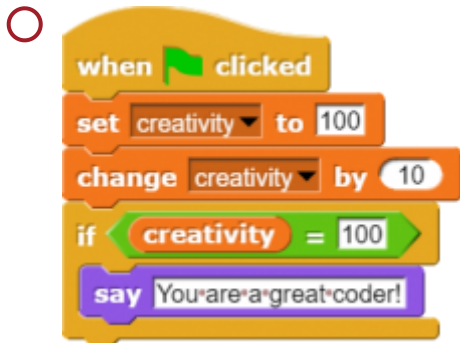 when clicked
set creativity to 100
change creativity by 10
if creativity = 100
say You are a great coder!